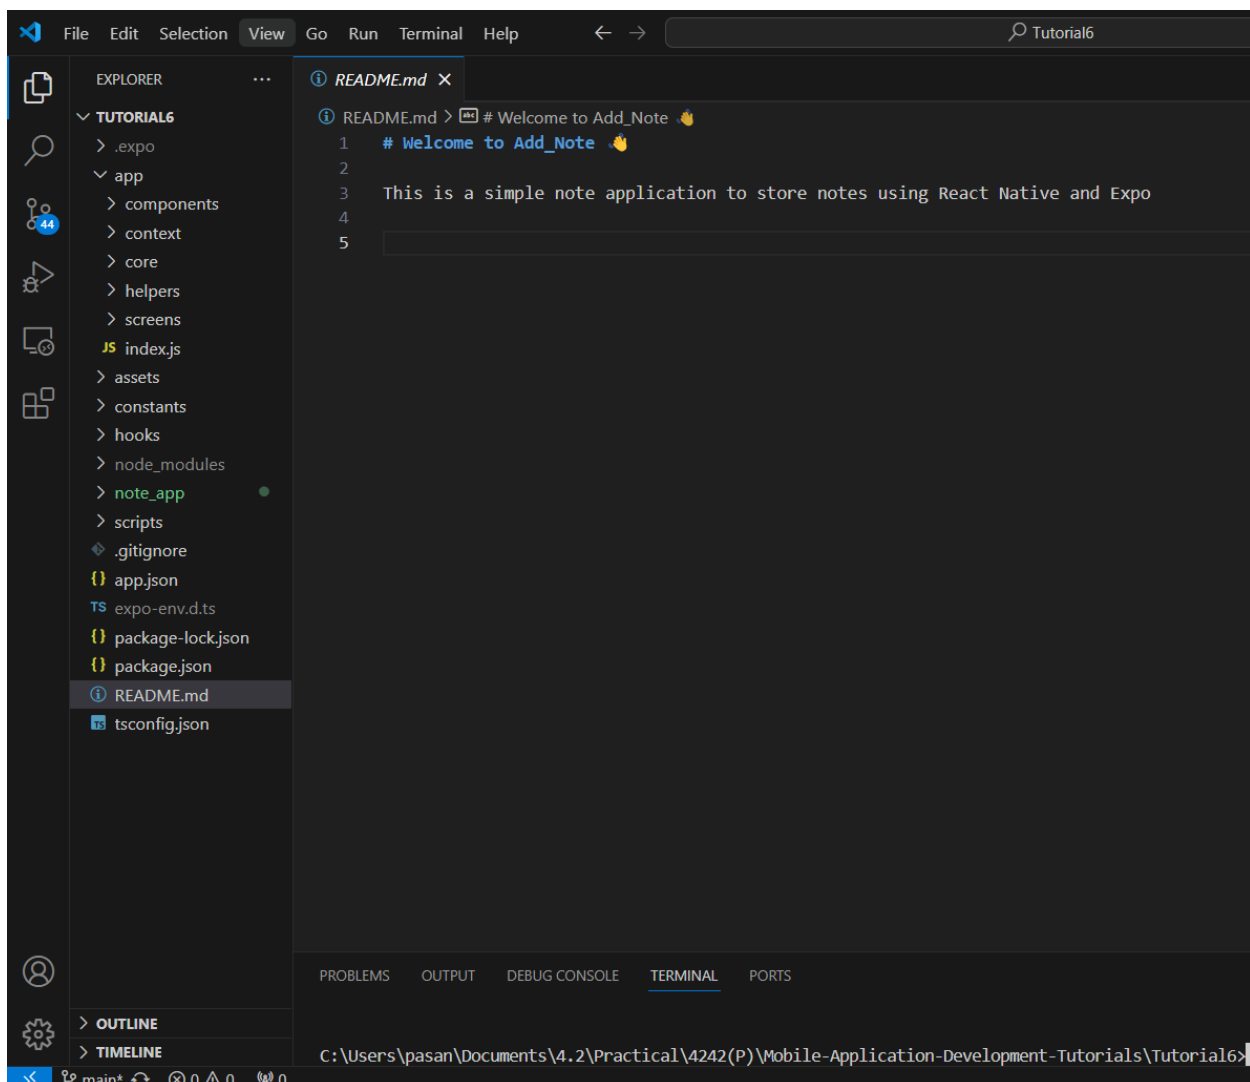 File Edit Selection View Go Run Terminal Help Tutorial6
EXPLORER ...
README.md
TUTORIAL6
README.md > # Welcome to Add_Note 👋
.expo
app
components
context
core
helpers
screens
JS index.js
assets
constants
hooks
node_modules
note_app
scripts
.gitignore
{} app.json
TS expo-env.d.ts
{} package-lock.json
{} package.json
README.md
TS tsconfig.json
44
1 # Welcome to Add_Note 👋
2
3 This is a simple note application to store notes using React Native and Expo
4
5
PROBLEMS OUTPUT DEBUG CONSOLE TERMINAL PORTS
OUTLINE
TIMELINE
C:\Users\pasan\Documents\4.2\Practical\4242(P)\Mobile-Application-Development-Tutorials\Tutorial6>
main* 0 0 0